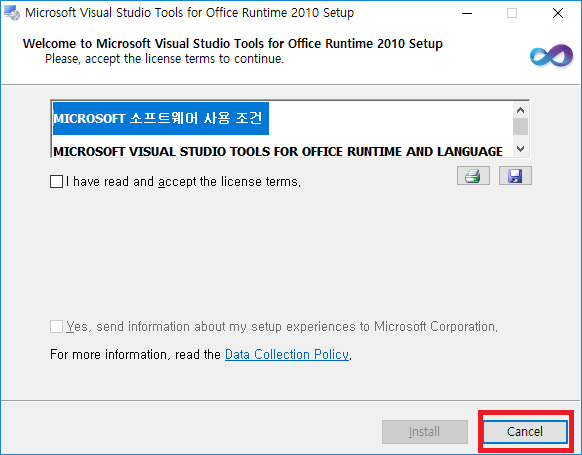 Microsoft Visual Studio Tools for Office Runtime 2010 Setup
Welcome to Microsoft Visual Studio Tools for Office Runtime 2010 Setup
Please, accept the license terms to continue.
MICROSOFT 소프트웨어 사용 조건
MICROSOFT VISUAL STUDIO TOOLS FOR OFFICE RUNTIME AND LANGUAGE
I have read and accept the license terms.
Yes, send information about my setup experiences to Microsoft Corporation.
For more information, read the Data Collection Policy.
Install
Cancel